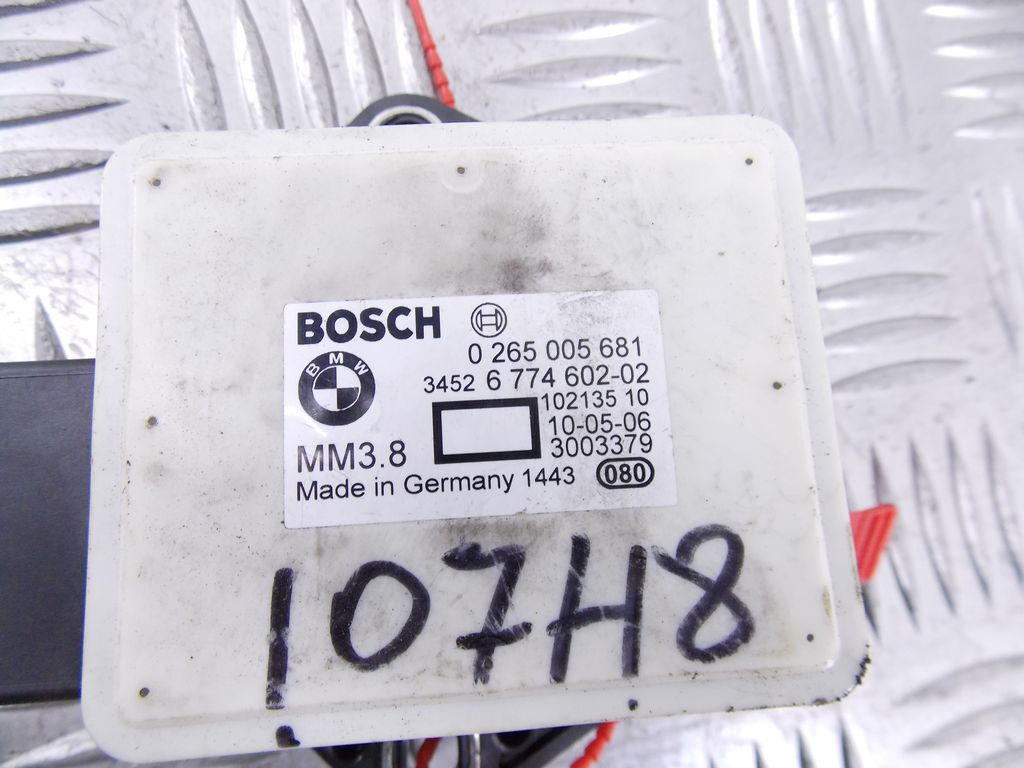 BOSCH
0 265 005 681
BMW
3452 6 774 602-02
102135 10
10-05-06
3003379
MM3.8
Made in Germany 1443 080
107H8